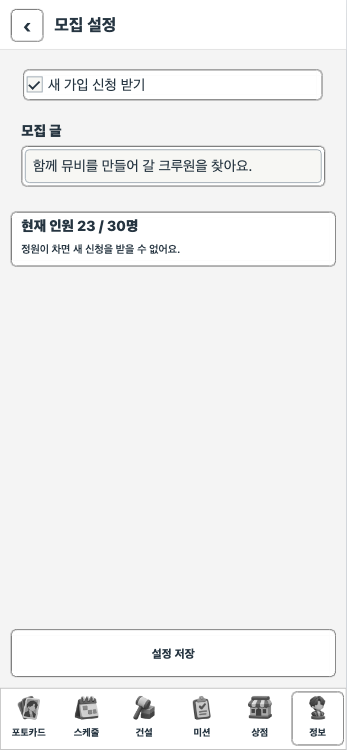 ‹ 모집 설정
새 가입 신청 받기
모집 글
함께 뮤비를 만들어 갈 크루원을 찾아요.
현재 인원 23 / 30명
정원이 차면 새 신청을 받을 수 없어요.
설정 저장
포토카드 스케줄 건설 미션 상점 정보